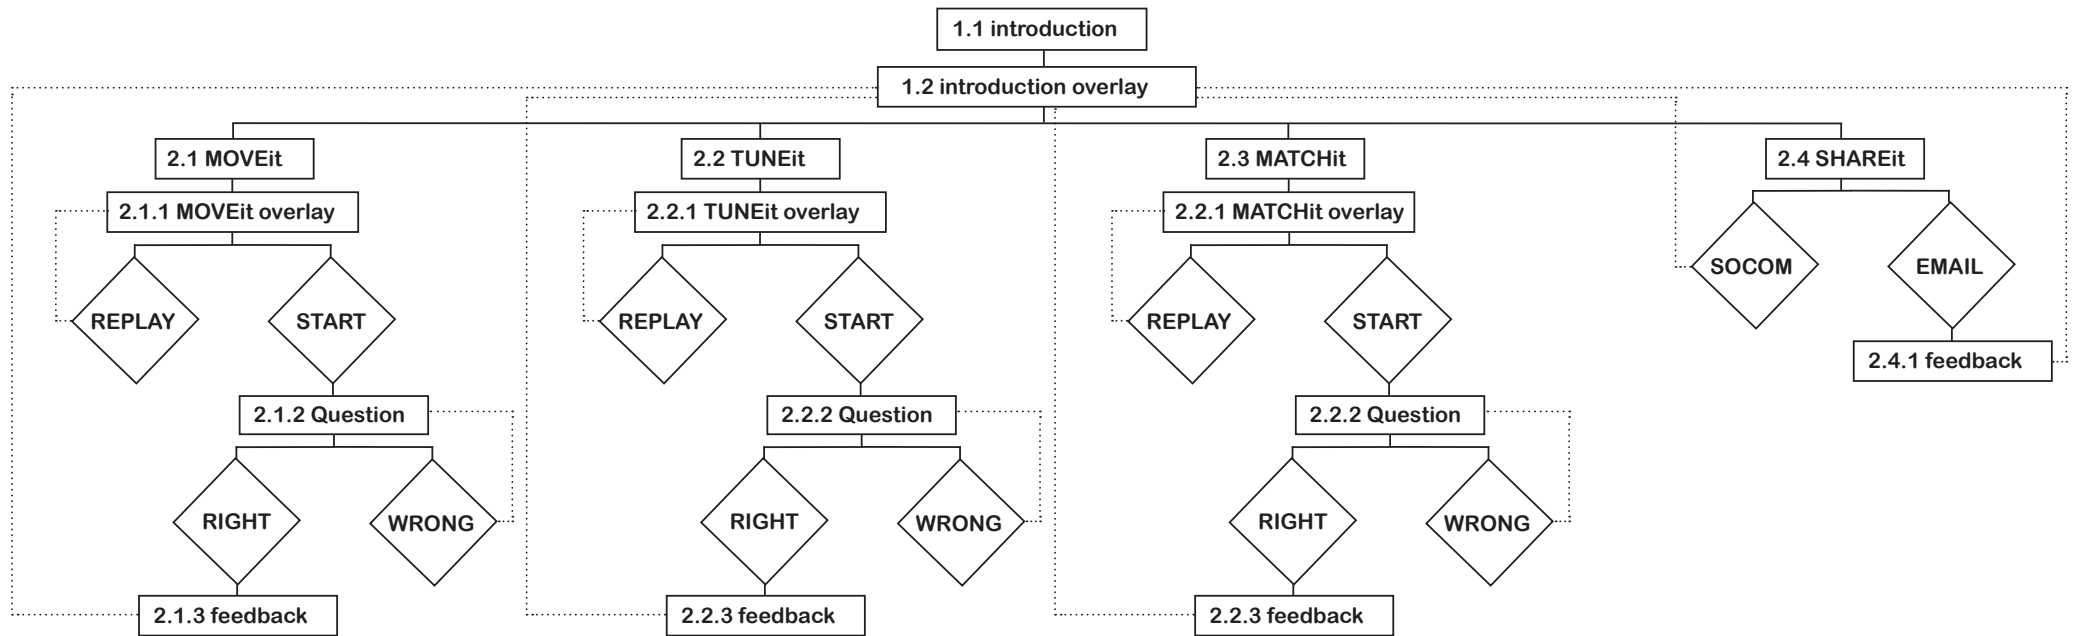 1.1 introduction
1.2 introduction overlay
2.1 MOVEit
2.2 TUNEit
2.3 MATCHit
2.4 SHAREit
2.1.1 MOVEit overlay
2.2.1 TUNEit overlay
2.2.1 MATCHit overlay
SOCOM
EMAIL
REPLAY
START
REPLAY
START
REPLAY
START
2.4.1 feedback
2.1.2 Question
2.2.2 Question
2.2.2 Question
RIGHT
WRONG
RIGHT
WRONG
RIGHT
WRONG
2.1.3 feedback
2.2.3 feedback
2.2.3 feedback